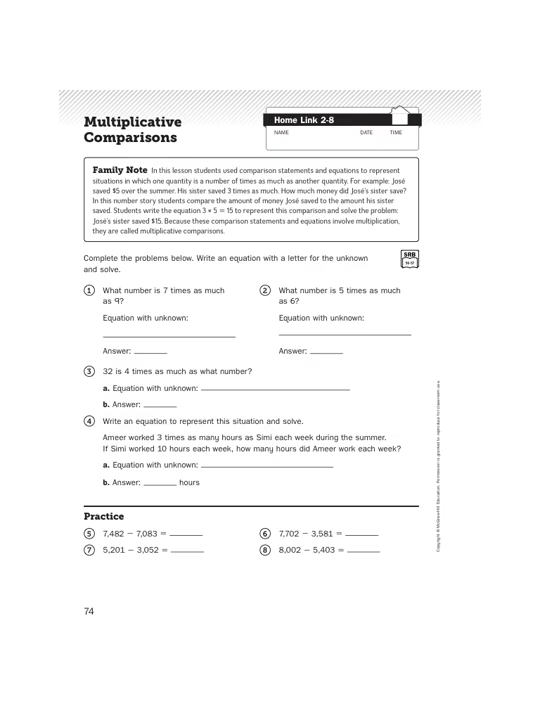 Multiplicative
Comparisons
Home Link 2-8
NAME DATE TIME
Family Note In this lesson students used comparison statements and equations to represent
situations in which one quantity is a number of times as much as another quantity. For example: José
saved $5 over the summer. His sister saved 3 times as much. How much money did José's sister save?
In this number story students compare the amount of money José saved to the amount his sister
saved. Students write the equation 3 * 5 = 15 to represent this comparison and solve the problem:
José's sister saved $15. Because these comparison statements and equations involve multiplication,
they are called multiplicative comparisons.
Complete the problems below. Write an equation with a letter for the unknown
and solve.
SRB
1 What number is 7 times as much
as 9?
Equation with unknown:
Answer:
2 What number is 5 times as much
as 6?
Equation with unknown:
Answer:
3 32 is 4 times as much as what number?
a. Equation with unknown:
b. Answer:
4 Write an equation to represent this situation and solve.
Ameer worked 3 times as many hours as Simi each week during the summer.
If Simi worked 10 hours each week, how many hours did Ameer work each week?
a. Equation with unknown:
b. Answer: hours
Practice
5 7,482 − 7,083 =
6 7,702 − 3,581 =
7 5,201 − 3,052 =
8 8,002 − 5,403 =
Copyright © McGraw-Hill Education. Permission is granted to reproduce for classroom use.
74